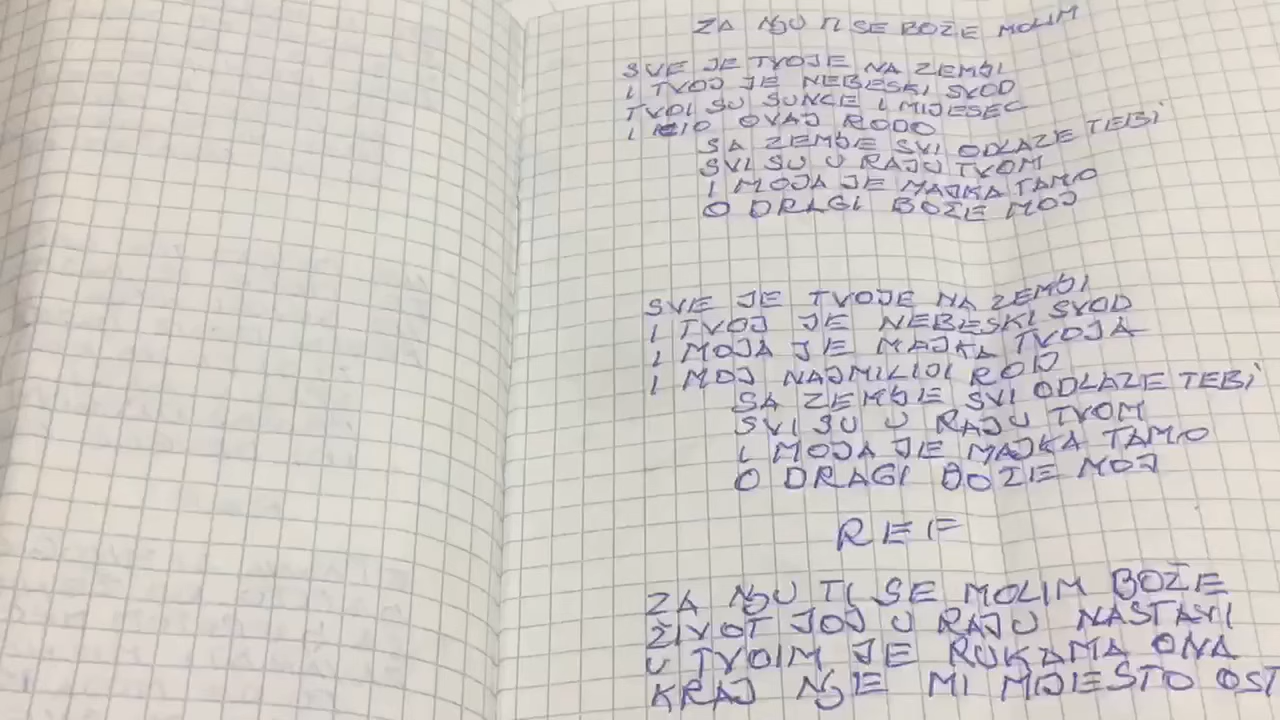 ZA NJU TI SE BOŽE MOLIM
SVE JE TVOJE NA ZEMLJI
I TVOJ JE NEBESKI SVOD
TVOJ SU SUNCE I MIJESEC
I OVAJ RODO
SA ZEMLJE SVI ODLAZE TEBI
SVI SU U RAJU TVOM
I MOJA JE MAJKA TAMO
O DRAGI BOŽE MOJ
SVE JE TVOJE NA ZEMLJI
I TVOJ JE NEBESKI SVOD
I MOJA JE MAJKA TVOJA
I MOJ NAJMILIJI ROD
SA ZEMLJE SVI ODLAZE TEBI
SVI SU U RAJU TVOM
I MOJA JE MAJKA TAMO
O DRAGI BOŽE MOJ
REF
ZA NJU TI SE MOLIM BOŽE
ŽIVOT JOJ U RAJU NASTAVI
U TVOIM JE RUKAMA ONA
KRAJ NJE MI MIJESTO OST